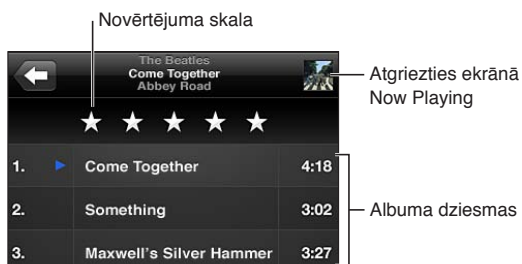 Novērtējuma skala
The Beatles
Come Together
Abbey Road
Atgriezties ekrānā
Now Playing
1. Come Together 4:18
2. Something 3:02
3. Maxwell's Silver Hammer 3:27
Albuma dziesmas